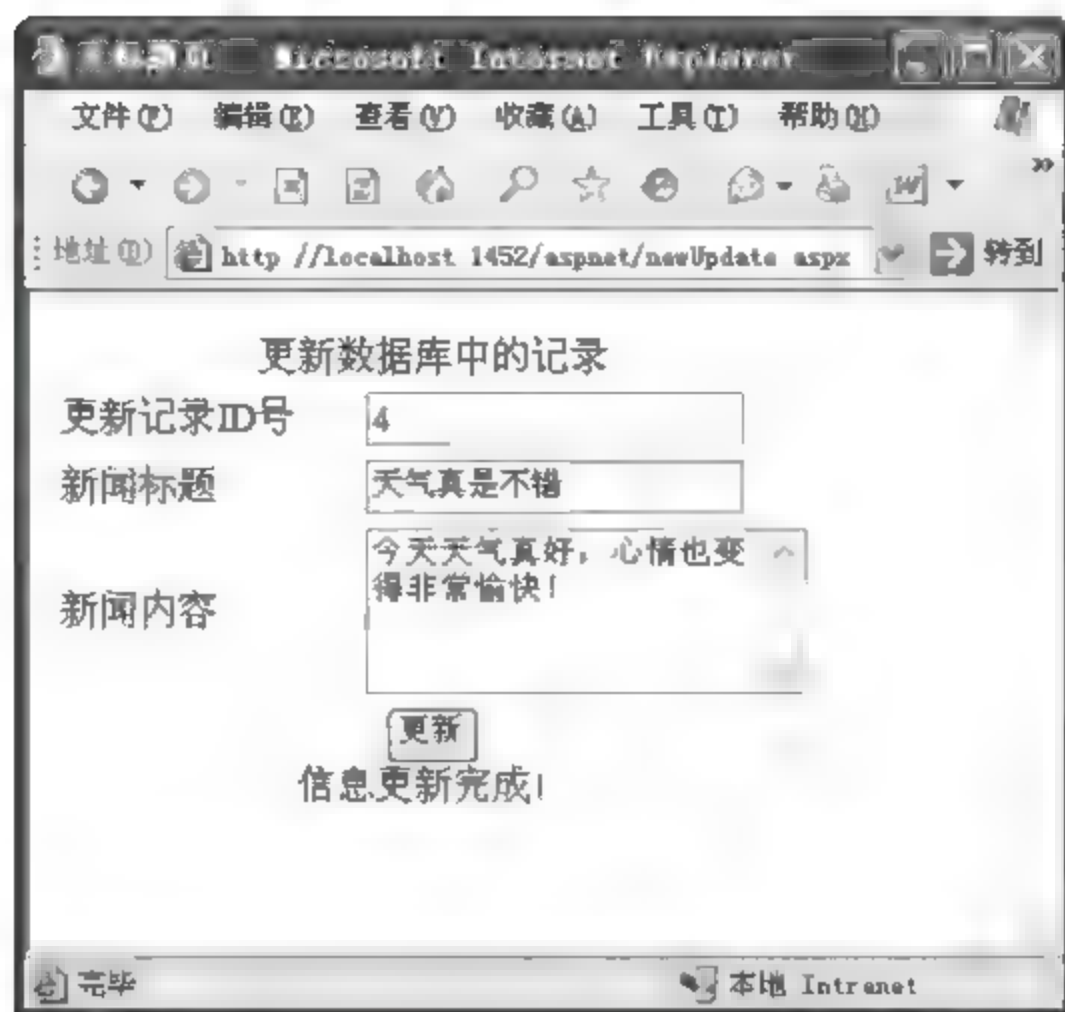 Microsoft Internet Explorer
文件(F) 编辑(E) 查看(V) 收藏(A) 工具(T) 帮助(H)
地址(D) http //localhost 1452/aspnet/newUpdate aspx 转到
更新数据库中的记录
更新记录ID号 4
新闻标题 天气真是不错
新闻内容 今天天气真好，心情也变
得非常愉快!
更新
信息更新完成!
完毕 本地 Intranet